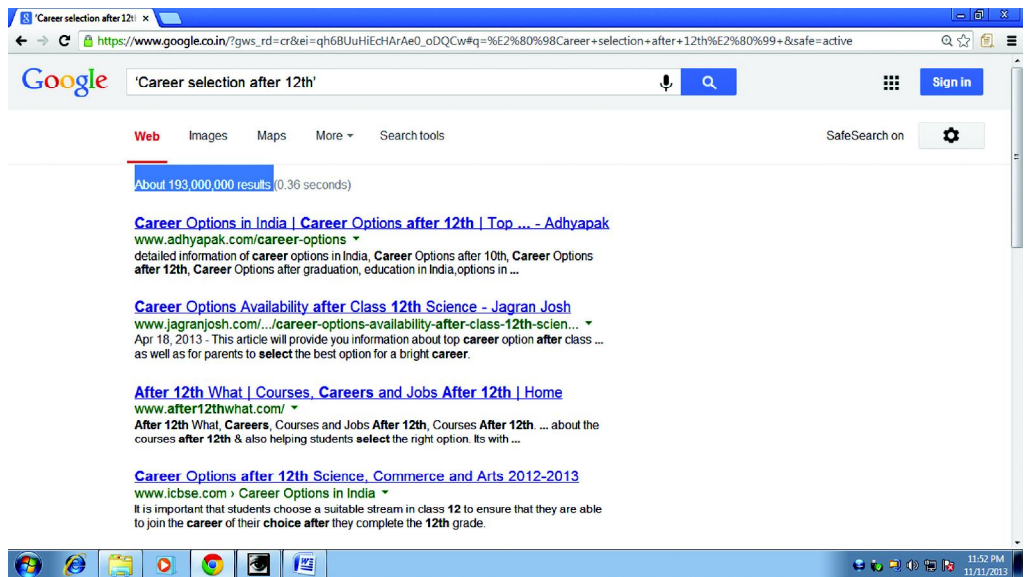 'Career selection after 12th
https://www.google.co.in/?gws_rd=cr&ei=qh6BUuHiEcHArAe0_oDQCw#q=%E2%80%98Career+selection+after+12th%E2%80%99+&safe=active
Google
'Career selection after 12th'
Sign in
Web Images Maps More Search tools SafeSearch on
About 193,000,000 results (0.36 seconds)
Career Options in India | Career Options after 12th | Top ... - Adhyapak
www.adhyapak.com/career-options
detailed information of career options in India, Career Options after 10th, Career Options
after 12th, Career Options after graduation, education in India,options in ...
Career Options Availability after Class 12th Science - Jagran Josh
www.jagranjosh.com/.../career-options-availability-after-class-12th-scien...
Apr 18, 2013 - This article will provide you information about top career option after class ...
as well as for parents to select the best option for a bright career.
After 12th What | Courses, Careers and Jobs After 12th | Home
www.after12thwhat.com/
After 12th What, Careers, Courses and Jobs After 12th, Courses After 12th. ... about the
courses after 12th & also helping students select the right option. Its with ...
Career Options after 12th Science, Commerce and Arts 2012-2013
www.icbse.com › Career Options in India
It is important that students choose a suitable stream in class 12 to ensure that they are able
to join the career of their choice after they complete the 12th grade.
11:52 PM
11/11/2013